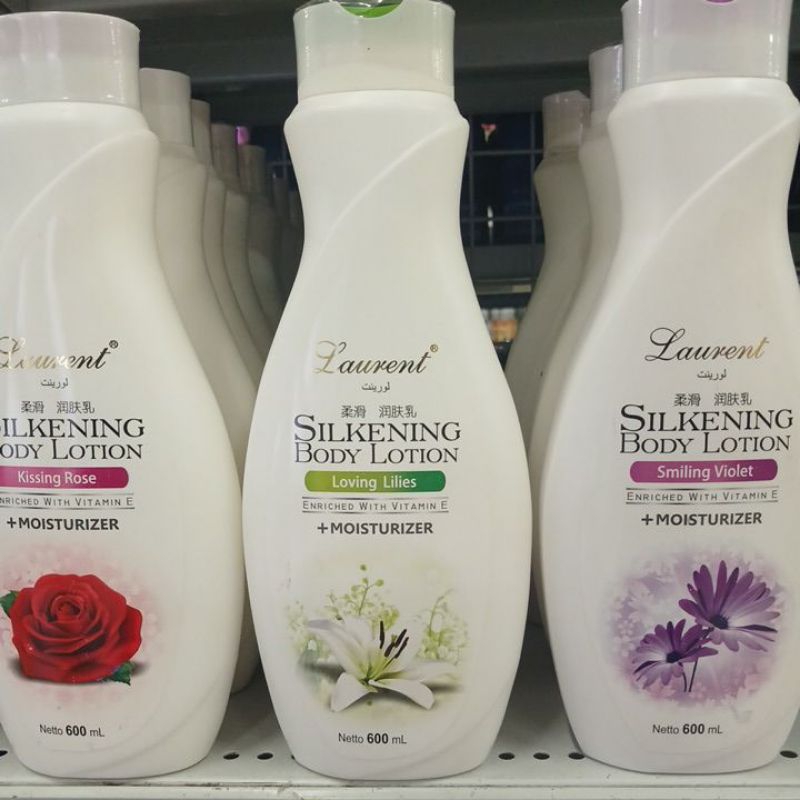 Laurent®
لورينت
柔滑 润肤乳
SILKENING
BODY LOTION
Kissing Rose
ENRICHED WITH VITAMIN E
+MOISTURIZER
Netto 600 mL
Laurent®
لورينت
柔滑 润肤乳
SILKENING
BODY LOTION
Loving Lilies
ENRICHED WITH VITAMIN E
+MOISTURIZER
Netto 600 mL
Laurent
لورينت
柔滑 润肤乳
SILKENING
BODY LOTION
Smiling Violet
ENRICHED WITH VITAMIN E
+MOISTURIZER
Netto 600 mL